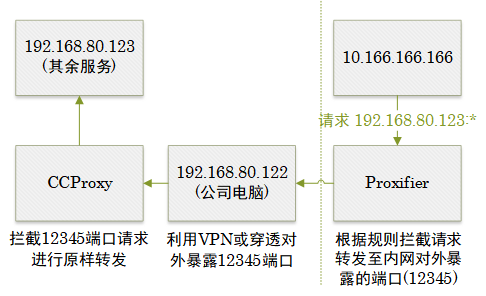 192.168.80.123
(其余服务)
10.166.166.166
请求 192.168.80.123:*
CCProxy
192.168.80.122
(公司电脑)
Proxifier
拦截12345端口请求
进行原样转发
利用VPN或穿透对
外暴露12345端口
根据规则拦截请求
转发至内网对外暴
露的端口(12345)